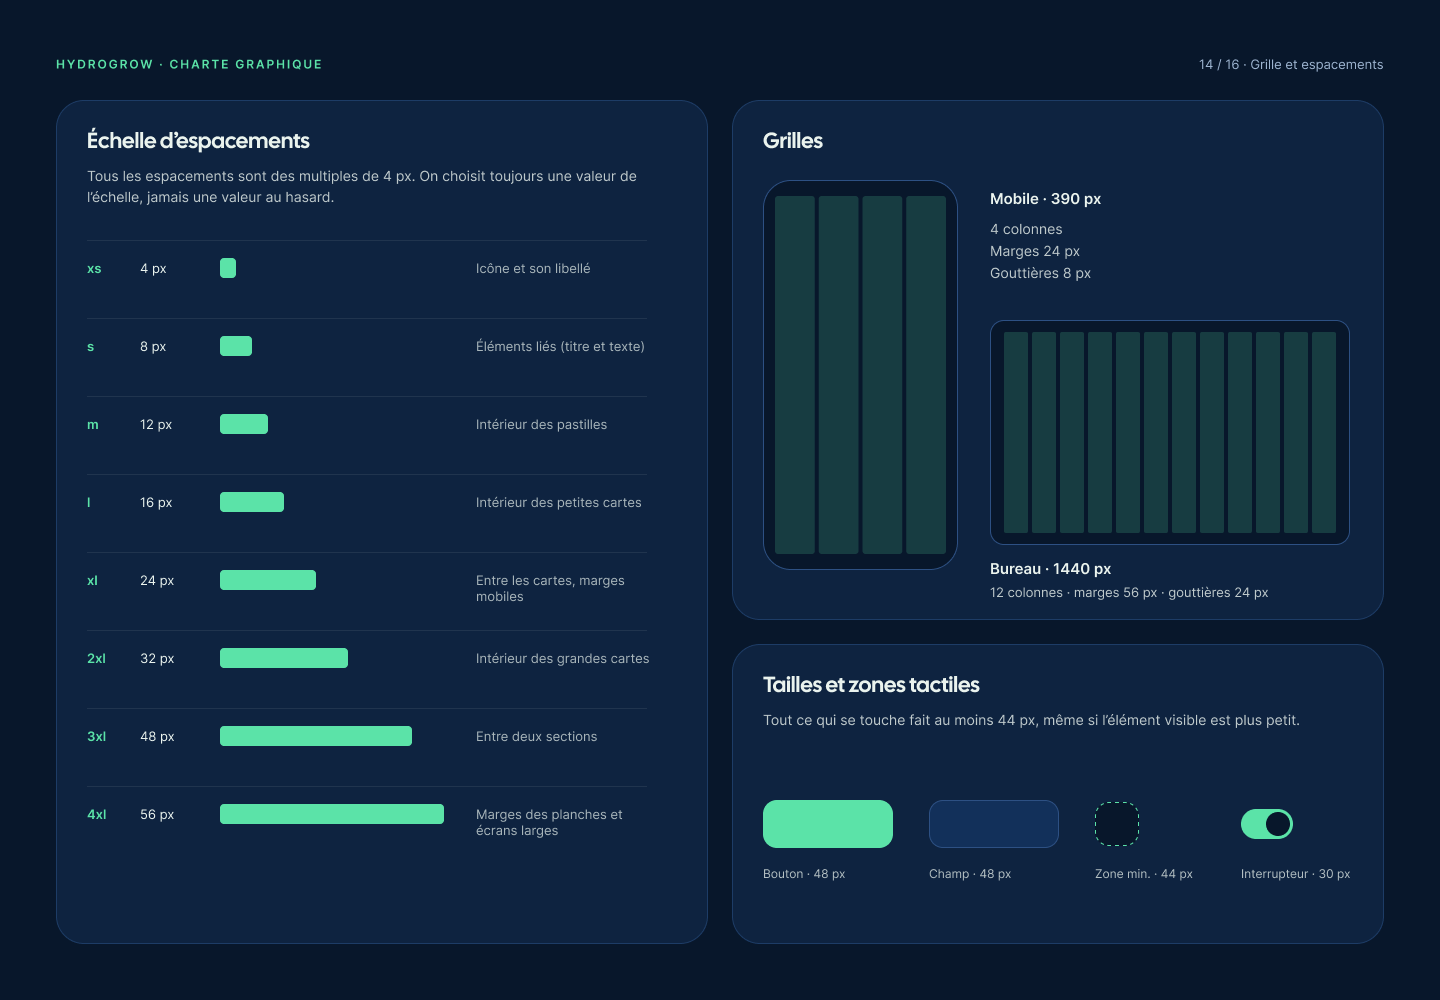 HYDROGROW · CHARTE GRAPHIQUE
14 / 16 · Grille et espacements
Échelle d’espacements
Tous les espacements sont des multiples de 4 px. On choisit toujours une valeur de
l’échelle, jamais une valeur au hasard.
xs 4 px Icône et son libellé
s 8 px Éléments liés (titre et texte)
m 12 px Intérieur des pastilles
l 16 px Intérieur des petites cartes
xl 24 px Entre les cartes, marges
mobiles
2xl 32 px Intérieur des grandes cartes
3xl 48 px Entre deux sections
4xl 56 px Marges des planches et
écrans larges
Grilles
Mobile · 390 px
4 colonnes
Marges 24 px
Gouttières 8 px
Bureau · 1440 px
12 colonnes · marges 56 px · gouttières 24 px
Tailles et zones tactiles
Tout ce qui se touche fait au moins 44 px, même si l’élément visible est plus petit.
Bouton · 48 px
Champ · 48 px
Zone min. · 44 px
Interrupteur · 30 px